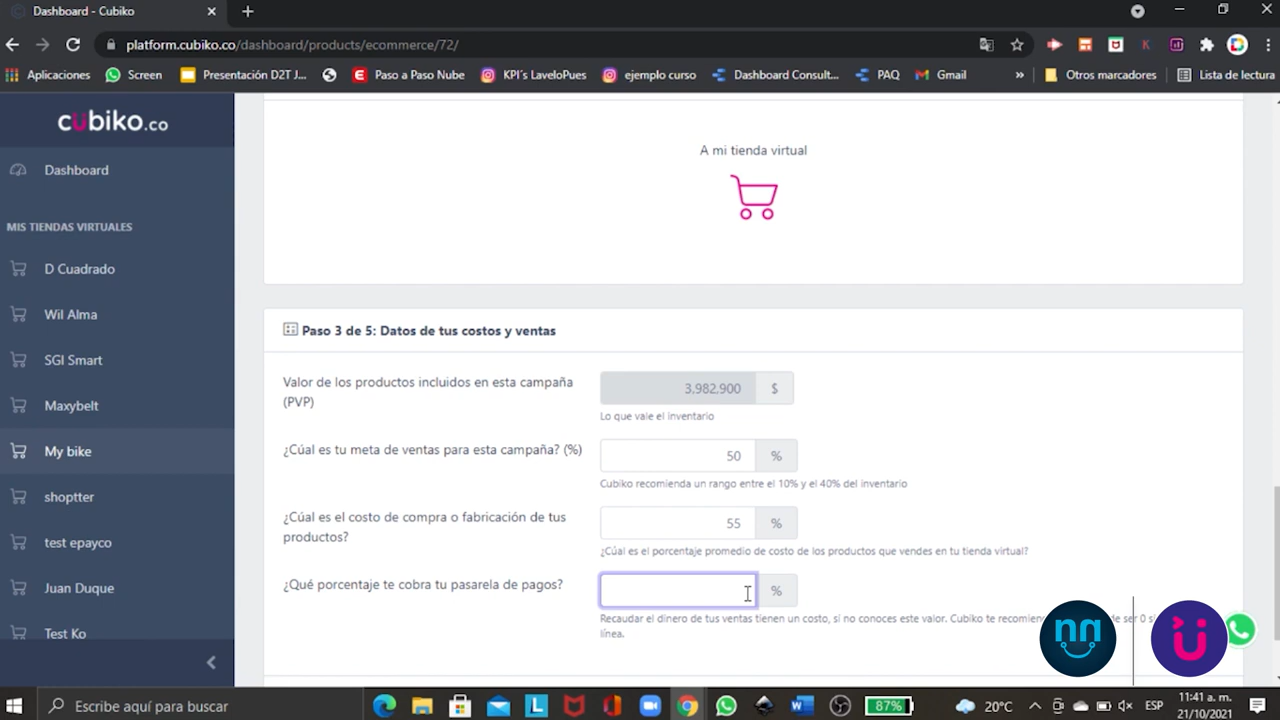 Dashboard - Cubiko
platform.cubiko.co/dashboard/products/ecommerce/72/
Aplicaciones
Screen
Presentación D2T J...
Paso a Paso Nube
KPI´s LaveloPues
ejemplo curso
Dashboard Consult...
PAQ
Gmail
»
Otros marcadores
Lista de lectura
cubiko.co
Dashboard
MIS TIENDAS VIRTUALES
D Cuadrado
Wil Alma
SGI Smart
Maxybelt
My bike
shoptter
test epayco
Juan Duque
Test Ko
A mi tienda virtual
Paso 3 de 5: Datos de tus costos y ventas
Valor de los productos incluidos en esta campaña
(PVP)
3.982,900 $
Lo que vale el inventario
¿Cúal es tu meta de ventas para esta campaña? (%)
50 %
Cubiko recomienda un rango entre el 10% y el 40% del inventario
¿Cúal es el costo de compra o fabricación de tus
productos?
55 %
¿Cúal es el porcentaje promedio de costo de los productos que vendes en tu tienda virtual?
¿Qué porcentaje te cobra tu pasarela de pagos?
%
Recaudar el dinero de tus ventas tienen un costo, si no conoces este valor. Cubiko te recomien de ser 0 si
línea.
Escribe aquí para buscar
87%
20°C
ESP
11:41 a. m.
21/10/2021